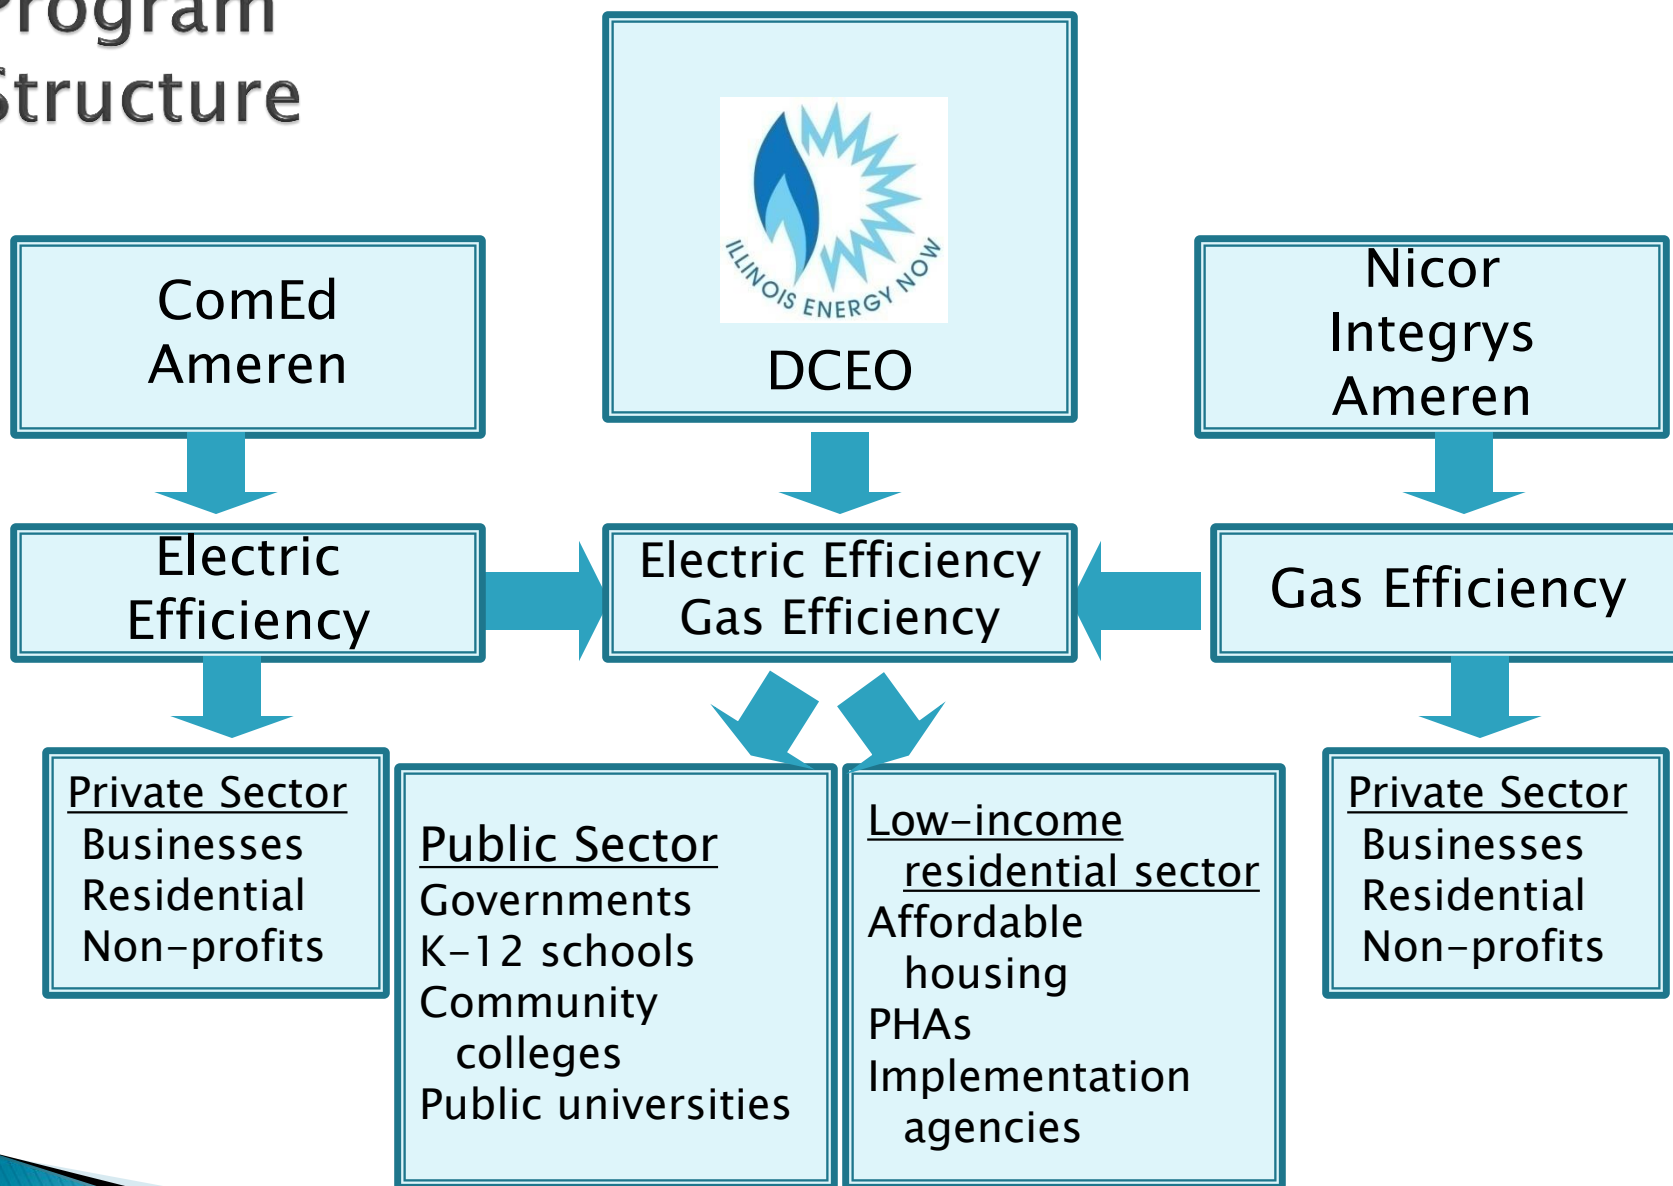 Program
Structure
ILLINOIS ENERGY NOW
DCEO
ComEd
Ameren
Nicor
Integrys
Ameren
Electric
Efficiency
Electric Efficiency
Gas Efficiency
Gas Efficiency
Private Sector
Businesses
Residential
Non-profits
Public Sector
Governments
K-12 schools
Community
colleges
Public universities
Low-income
residential sector
Affordable
housing
PHAs
Implementation
agencies
Private Sector
Businesses
Residential
Non-profits